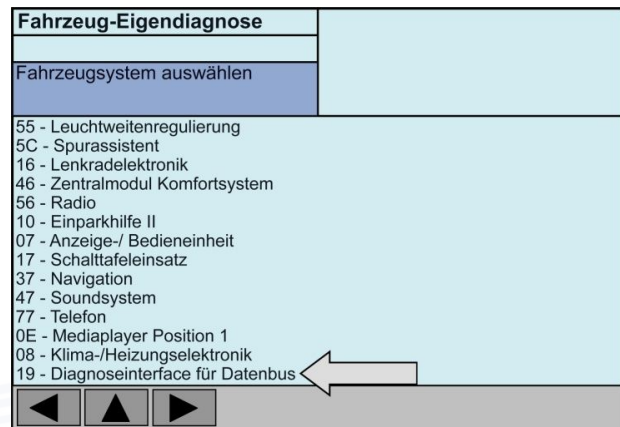 Fahrzeug-Eigendiagnose
Fahrzeugsystem auswählen
55 - Leuchtweitenregulierung
5C - Spurassistent
16 - Lenkradelektronik
46 - Zentralmodul Komfortsystem
56 - Radio
10 - Einparkhilfe II
07 - Anzeige-/ Bedieneinheit
17 - Schalttafeleinsatz
37 - Navigation
47 - Soundsystem
77 - Telefon
0E - Mediaplayer Position 1
08 - Klima-/Heizungselektronik
19 - Diagnoseinterface für Datenbus